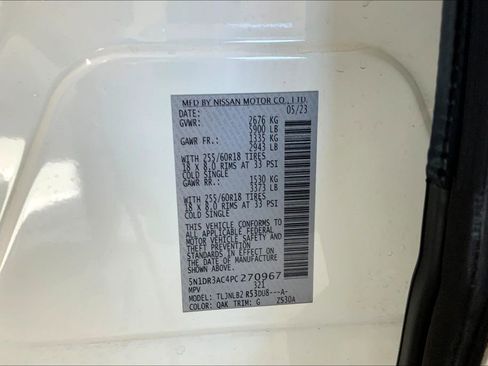 MFD BY NISSAN MOTOR CO., LTD.
DATE: 05/23
GVWR: 2676 KG
5900 LB
GAWR FR.: 1335 KG
2943 LB
WITH 255/60R18 TIRES
18 x 8.0 RIMS AT 33 PSI
COLD SINGLE
GAWR RR.: 1530 KG
3373 LB
WITH 255/60R18 TIRES
18 x 8.0 RIMS AT 33 PSI
COLD SINGLE
THIS VEHICLE CONFORMS TO
ALL APPLICABLE FEDERAL
MOTOR VEHICLE SAFETY AND
THEFT PREVENTION
STANDARDS IN EFFECT ON
THE DATE OF MANUFACTURE
SHOWN ABOVE.
5N1DR3AC4PC270967
MPV 321
MODEL: TLJNLB2 R53DU8---A-
COLOR: QAK TRIM: G ZS30A